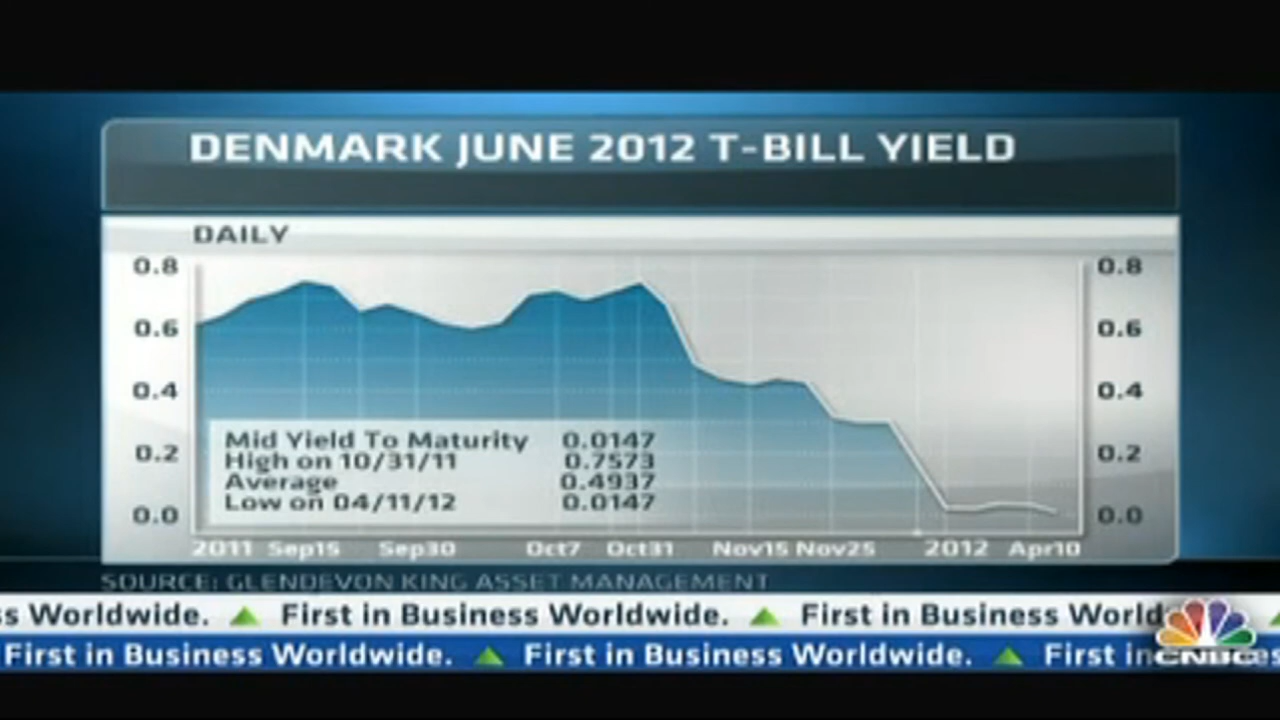 DENMARK JUNE 2012 T-BILL YIELD
DAILY
0.8 0.8
0.6 0.6
0.4 0.4
Mid Yield To Maturity 0.0147
High on 10/31/11 0.7573
0.2 0.2
Average 0.4937
Low on 04/11/12 0.0147
0.0 0.0
2011 Sep15 Sep30 Oct7 Oct31 Nov15 Nov25 2012 Apr10
SOURCE: GLENDEVON KING ASSET MANAGEMENT
ss Worldwide. First in Business Worldwide. First in Business World
First in Business Worldwide. First in Business Worldwide. First in
CNBC